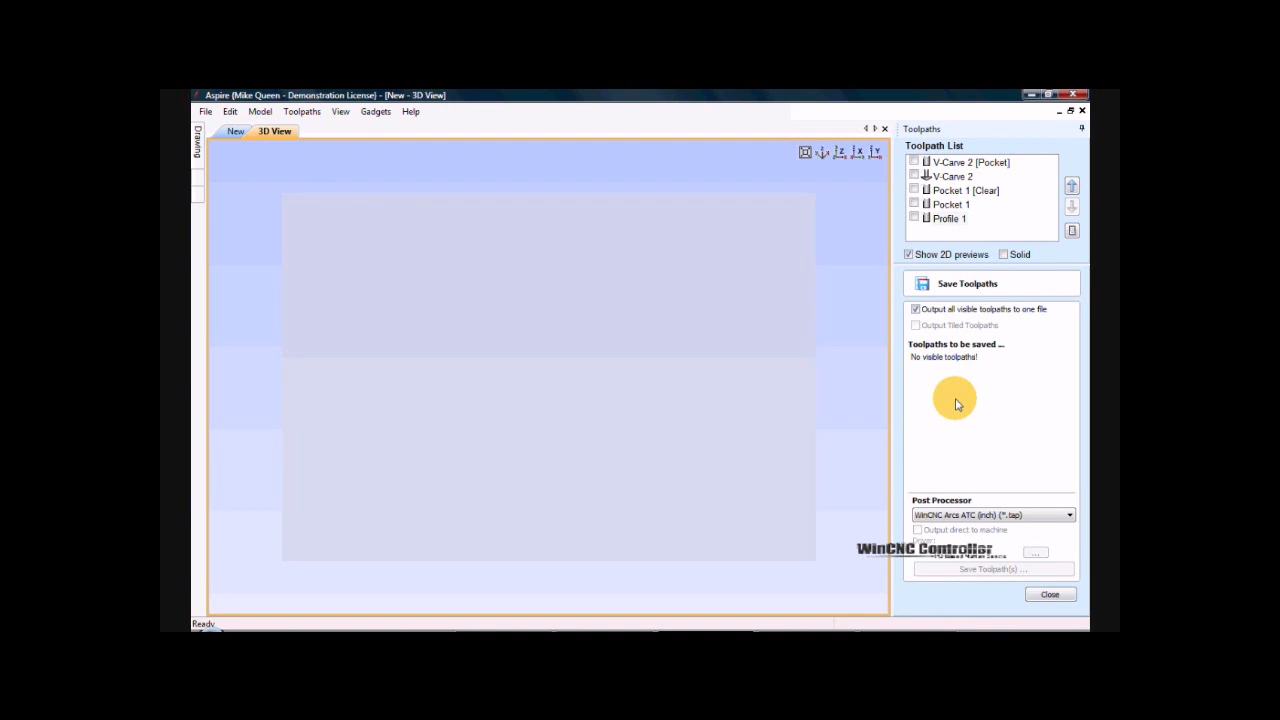 Aspire (Mike Queen - Demonstration License) - [New - 3D View]
File Edit Model Toolpaths View Gadgets Help
Drawing
New 3D View
Z X Y
Toolpaths
Toolpath List
V-Carve 2 [Pocket]
V-Carve 2
Pocket 1 [Clear]
Pocket 1
Profile 1
Show 2D previews Solid
Save Toolpaths
Output all visible toolpaths to one file
Output Tiled Toolpaths
Toolpaths to be saved ...
No visible toolpaths!
Post Processor
WinCNC Arcs ATC (inch) (*.tap)
Output direct to machine
Driver:
...
WinCNC Controller
Save Toolpath(s) ...
Close
Ready